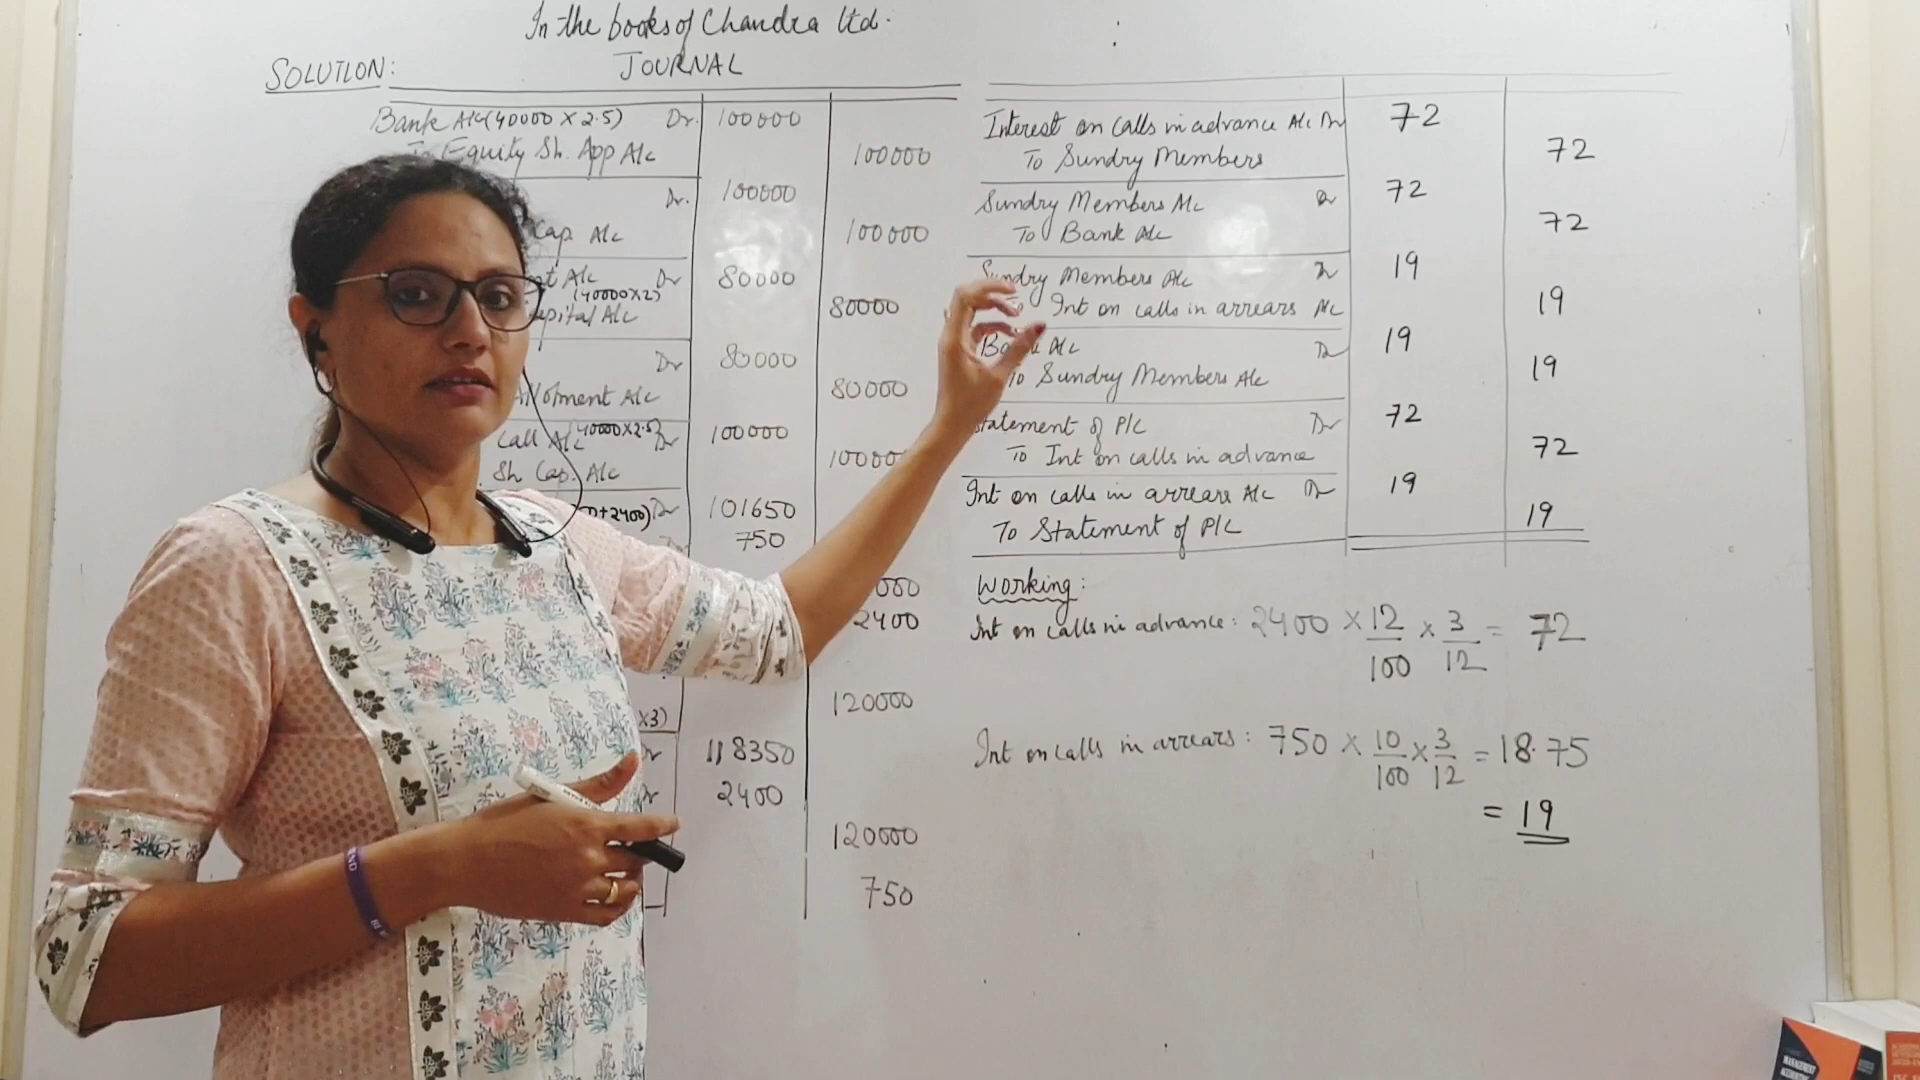 In the books of Chandra Ltd.
SOLUTION:
JOURNAL
Bank A/c (40000 × 2.5) Dr. 100000
To Equity Sh. App A/c 100000
Dr. 100000
Cap A/c 100000
A/c Dr 80000
(40000×2)
A/c 80000
Dr 80000
Allotment A/c 80000
Call A/c (40000×2.5) Dr 100000
Sh Cap. A/c 100000
+2400) Dr 101650
750
2400
120000
×3)
118350
2400
120000
750
Interest on calls in advance A/c Dr 72
To Sundry Members 72
Sundry Members A/c Dr 72
To Bank A/c 72
Sundry Members A/c Dr 19
Int on calls in arrears A/c 19
A/c Dr 19
To Sundry Members A/c 19
Statement of P/L Dr 72
To Int on calls in advance 72
Int on calls in arrears A/c Dr 19
To Statement of P/L 19
Working:
Int on calls in advance: 2400 × 12/100 × 3/12 = 72
Int on calls in arrears: 750 × 10/100 × 3/12 = 18.75
= 19
MANAGEMENT